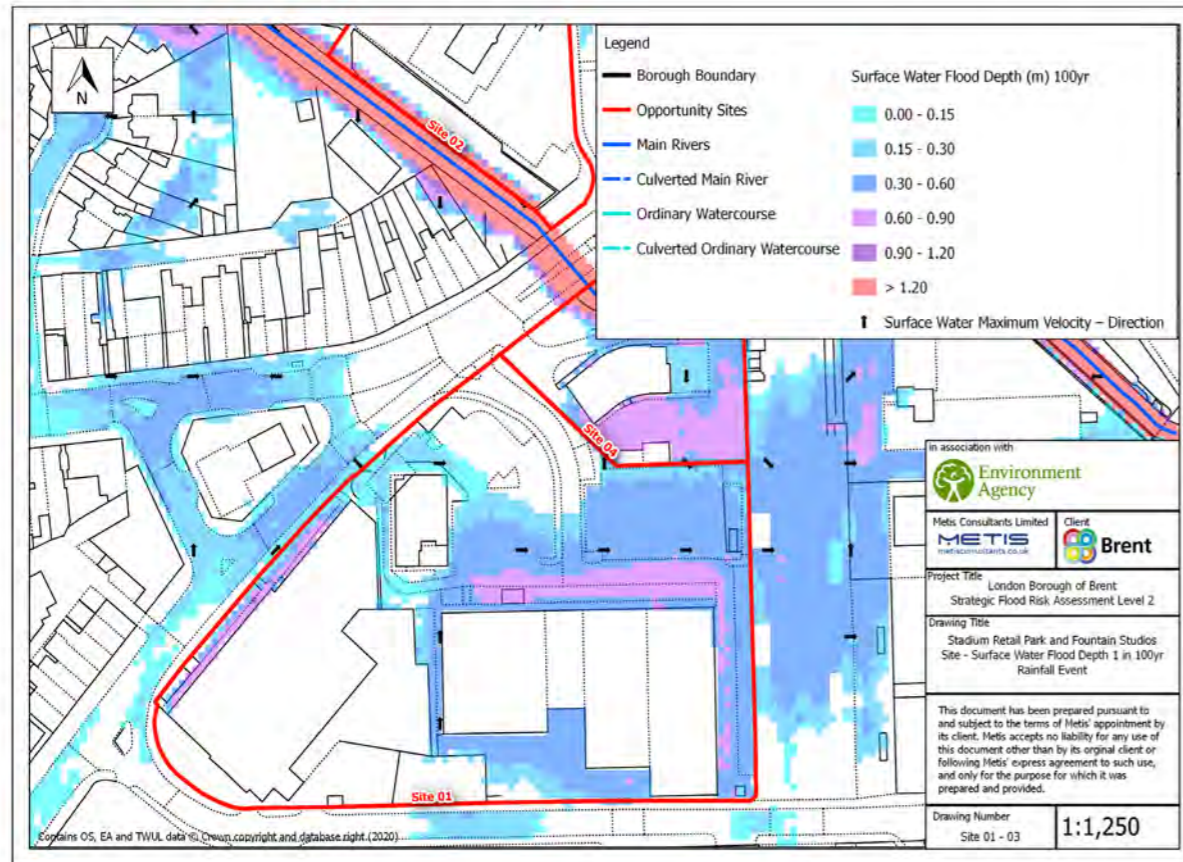 N
Site 02
Site 04
Site 01
Legend
Borough Boundary
Opportunity Sites
Main Rivers
Culverted Main River
Ordinary Watercourse
Culverted Ordinary Watercourse
Surface Water Flood Depth (m) 100yr
0.00 - 0.15
0.15 - 0.30
0.30 - 0.60
0.60 - 0.90
0.90 - 1.20
> 1.20
Surface Water Maximum Velocity – Direction
in association with
Environment
Agency
Metis Consultants Limited
METIS
metisconsultants.co.uk
Client
Brent
Project Title
London Borough of Brent
Strategic Flood Risk Assessment Level 2
Drawing Title
Stadium Retail Park and Fountain Studios
Site - Surface Water Flood Depth 1 in 100yr
Rainfall Event
This document has been prepared pursuant to
and subject to the terms of Metis' appointment by
its client. Metis accepts no liability for any use of
this document other than by its orginal client or
following Metis' express agreement to such use,
and only for the purpose for which it was
prepared and provided.
Drawing Number
Site 01 - 03
1:1,250
Contains OS, EA and TWUL data © Crown copyright and database right (2020)